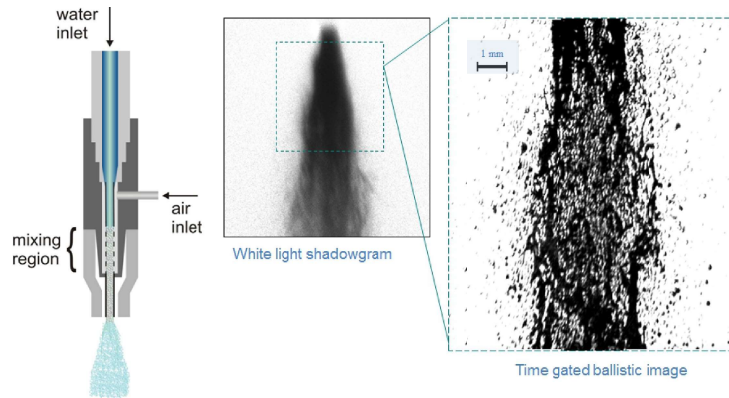 water
inlet
air
inlet
mixing
region
White light shadowgram
1 mm
Time gated ballistic image